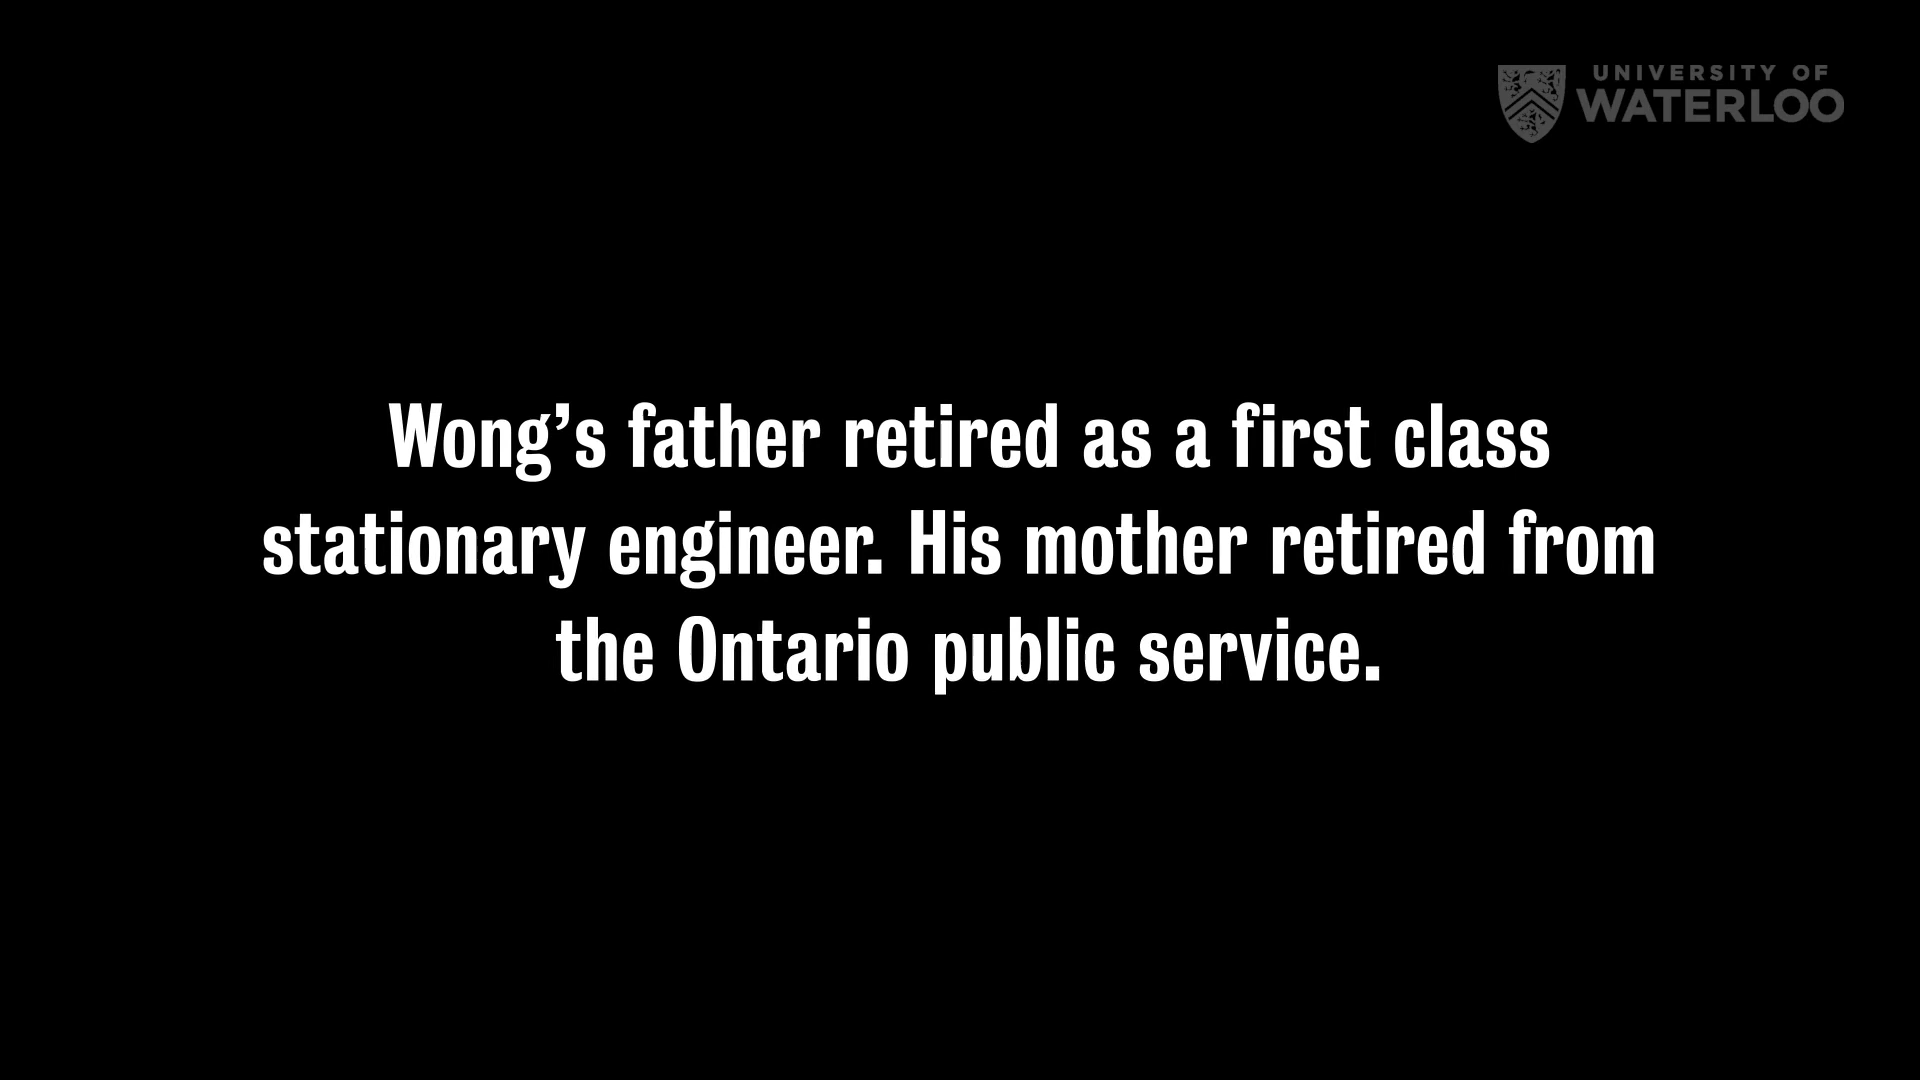 UNIVERSITY OF
WATERLOO
Wong’s father retired as a first class
stationary engineer. His mother retired from
the Ontario public service.